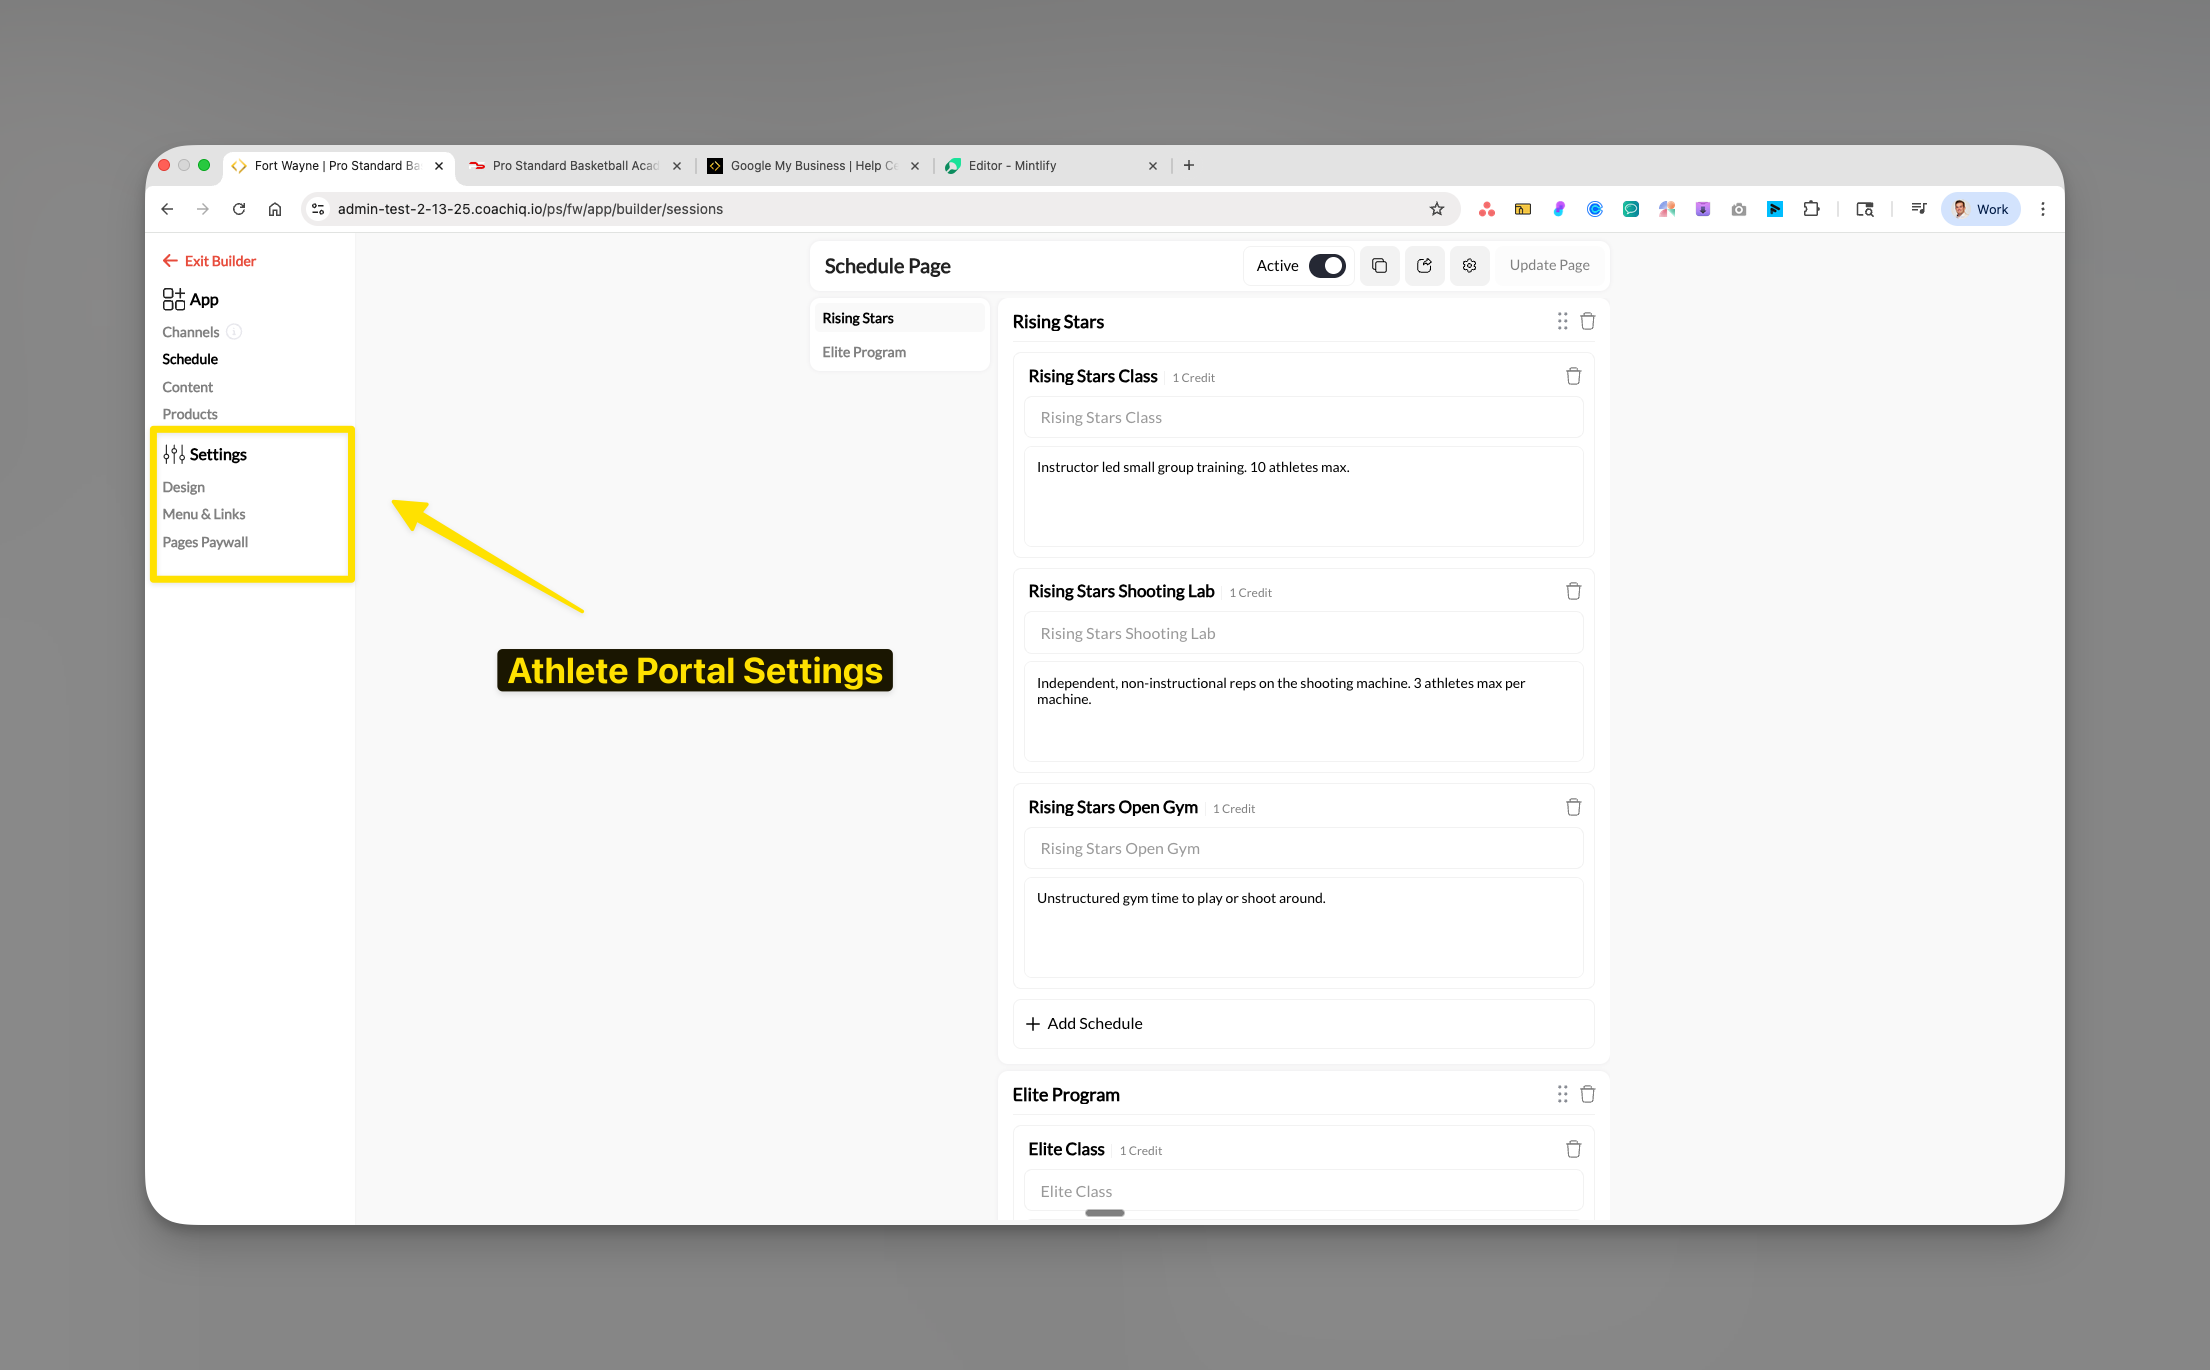 Fort Wayne | Pro Standard Ba
Pro Standard Basketball Acad
Google My Business | Help Ce
Editor - Mintlify
admin-test-2-13-25.coachiq.io/ps/fw/app/builder/sessions
Work
Exit Builder
App
Channels
Schedule
Content
Products
Settings
Design
Menu & Links
Pages Paywall
Athlete Portal Settings
Schedule Page
Active
Update Page
Rising Stars
Elite Program
Rising Stars
Rising Stars Class
1 Credit
Rising Stars Class
Instructor led small group training. 10 athletes max.
Rising Stars Shooting Lab
1 Credit
Rising Stars Shooting Lab
Independent, non-instructional reps on the shooting machine. 3 athletes max per
machine.
Rising Stars Open Gym
1 Credit
Rising Stars Open Gym
Unstructured gym time to play or shoot around.
Add Schedule
Elite Program
Elite Class
1 Credit
Elite Class